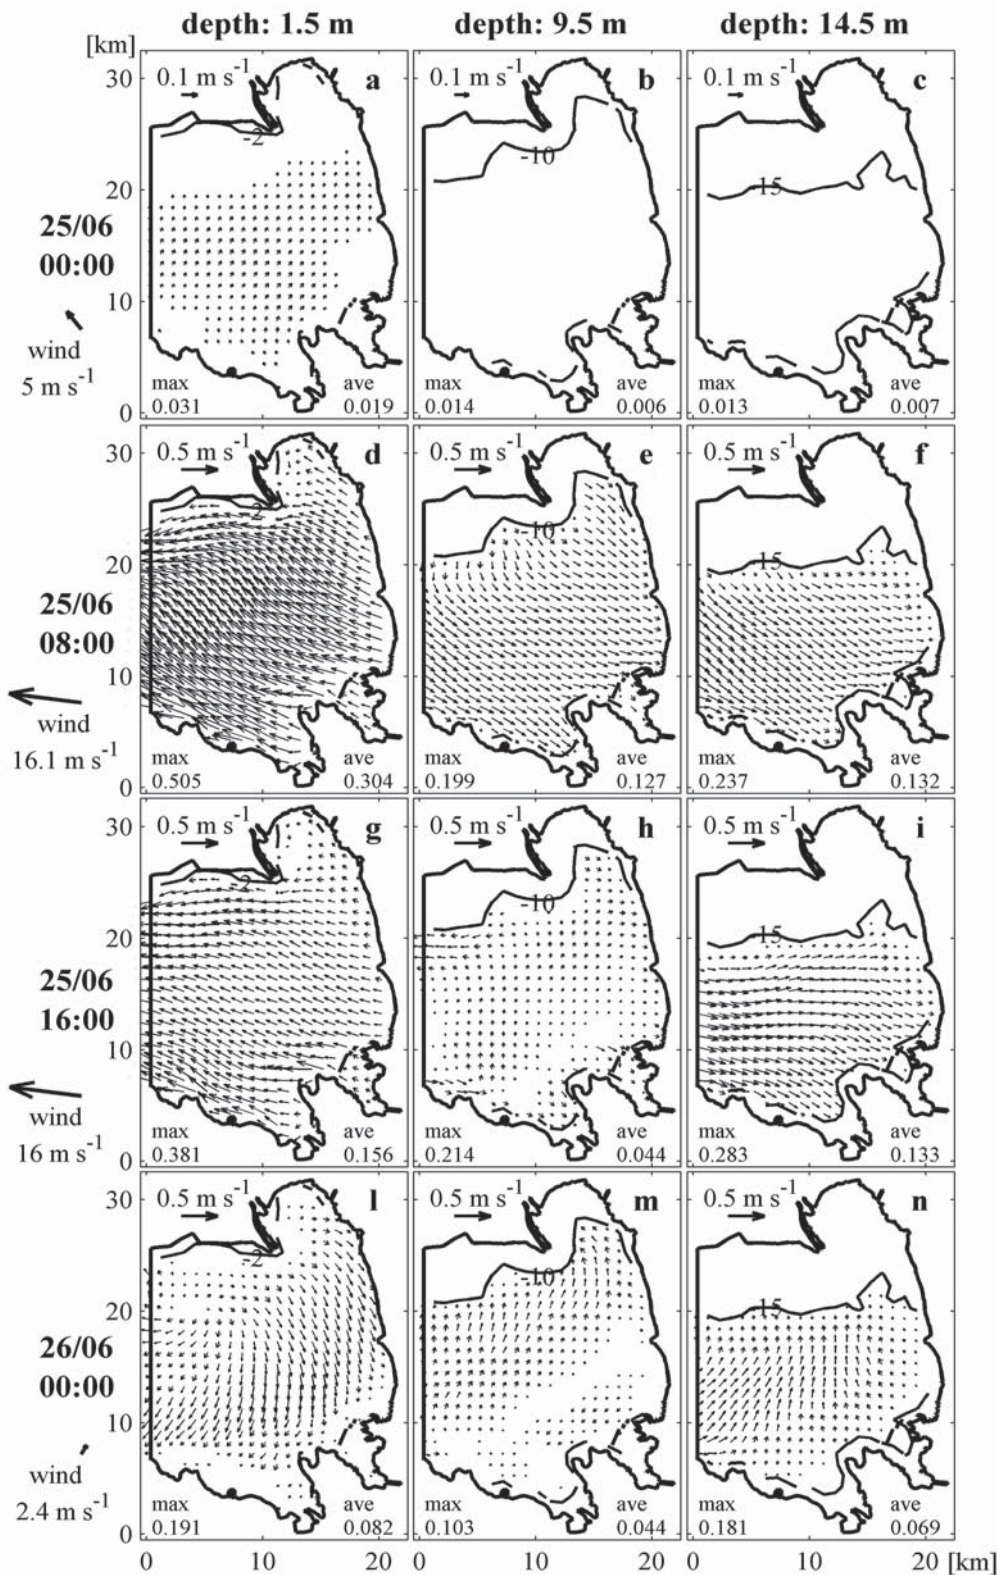 depth: 1.5 m depth: 9.5 m depth: 14.5 m
[km]
30 0.1 m s-1 a 0.1 m s-1 b 0.1 m s-1 c
-2 -10 15
20
25/06
00:00
10
wind
5 m s-1
max ave max ave max ave
0.031 0.019 0.014 0.006 0.013 0.007
0
30 0.5 m s-1 d 0.5 m s-1 e 0.5 m s-1 f
-2 -10 15
20
25/06
08:00
10
wind
16.1 m s-1
max ave max ave max ave
0.505 0.304 0.199 0.127 0.237 0.132
0
30 0.5 m s-1 g 0.5 m s-1 h 0.5 m s-1 i
-2 -10 15
20
25/06
16:00
10
wind
16 m s-1
max ave max ave max ave
0.381 0.156 0.214 0.044 0.283 0.133
0
30 0.5 m s-1 l 0.5 m s-1 m 0.5 m s-1 n
-2 -10 15
20
26/06
00:00
10
wind
2.4 m s-1
max ave max ave max ave
0.191 0.082 0.103 0.044 0.181 0.069
0
0 10 20 0 10 20 0 10 20 [km]